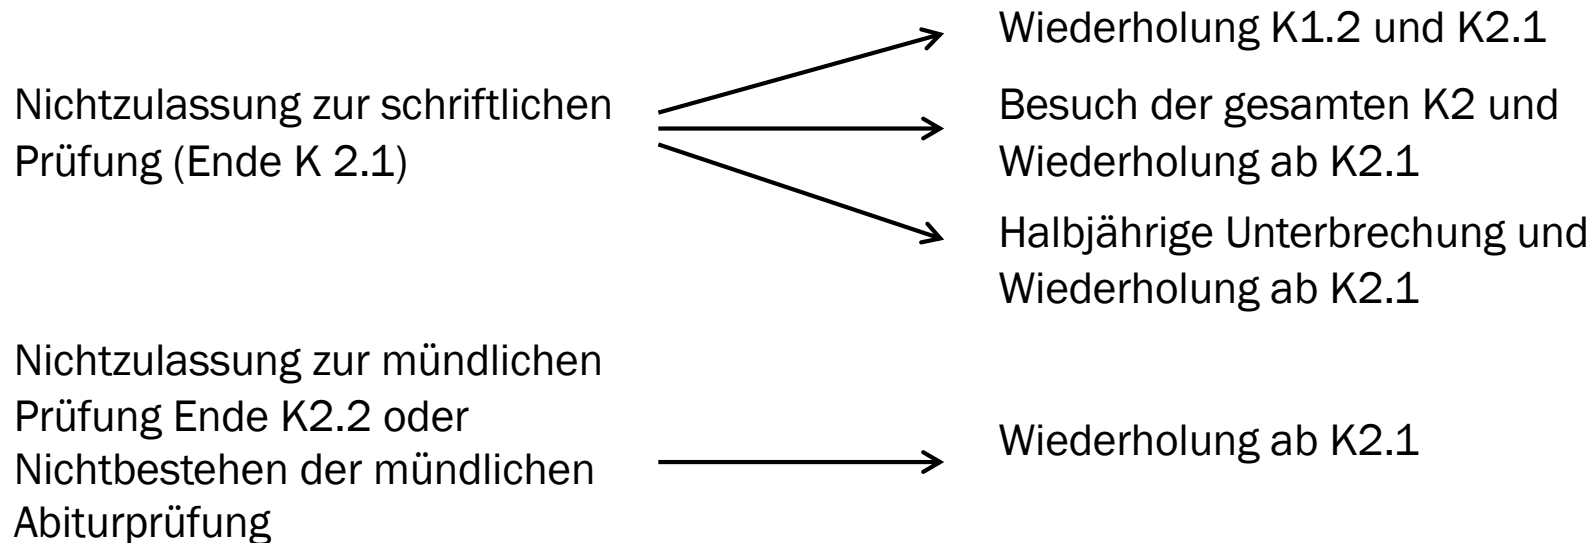 Nichtzulassung zur schriftlichen
Prüfung (Ende K 2.1)
Wiederholung K1.2 und K2.1
Besuch der gesamten K2 und
Wiederholung ab K2.1
Halbjährige Unterbrechung und
Wiederholung ab K2.1
Nichtzulassung zur mündlichen
Prüfung Ende K2.2 oder
Nichtbestehen der mündlichen
Abiturprüfung
Wiederholung ab K2.1